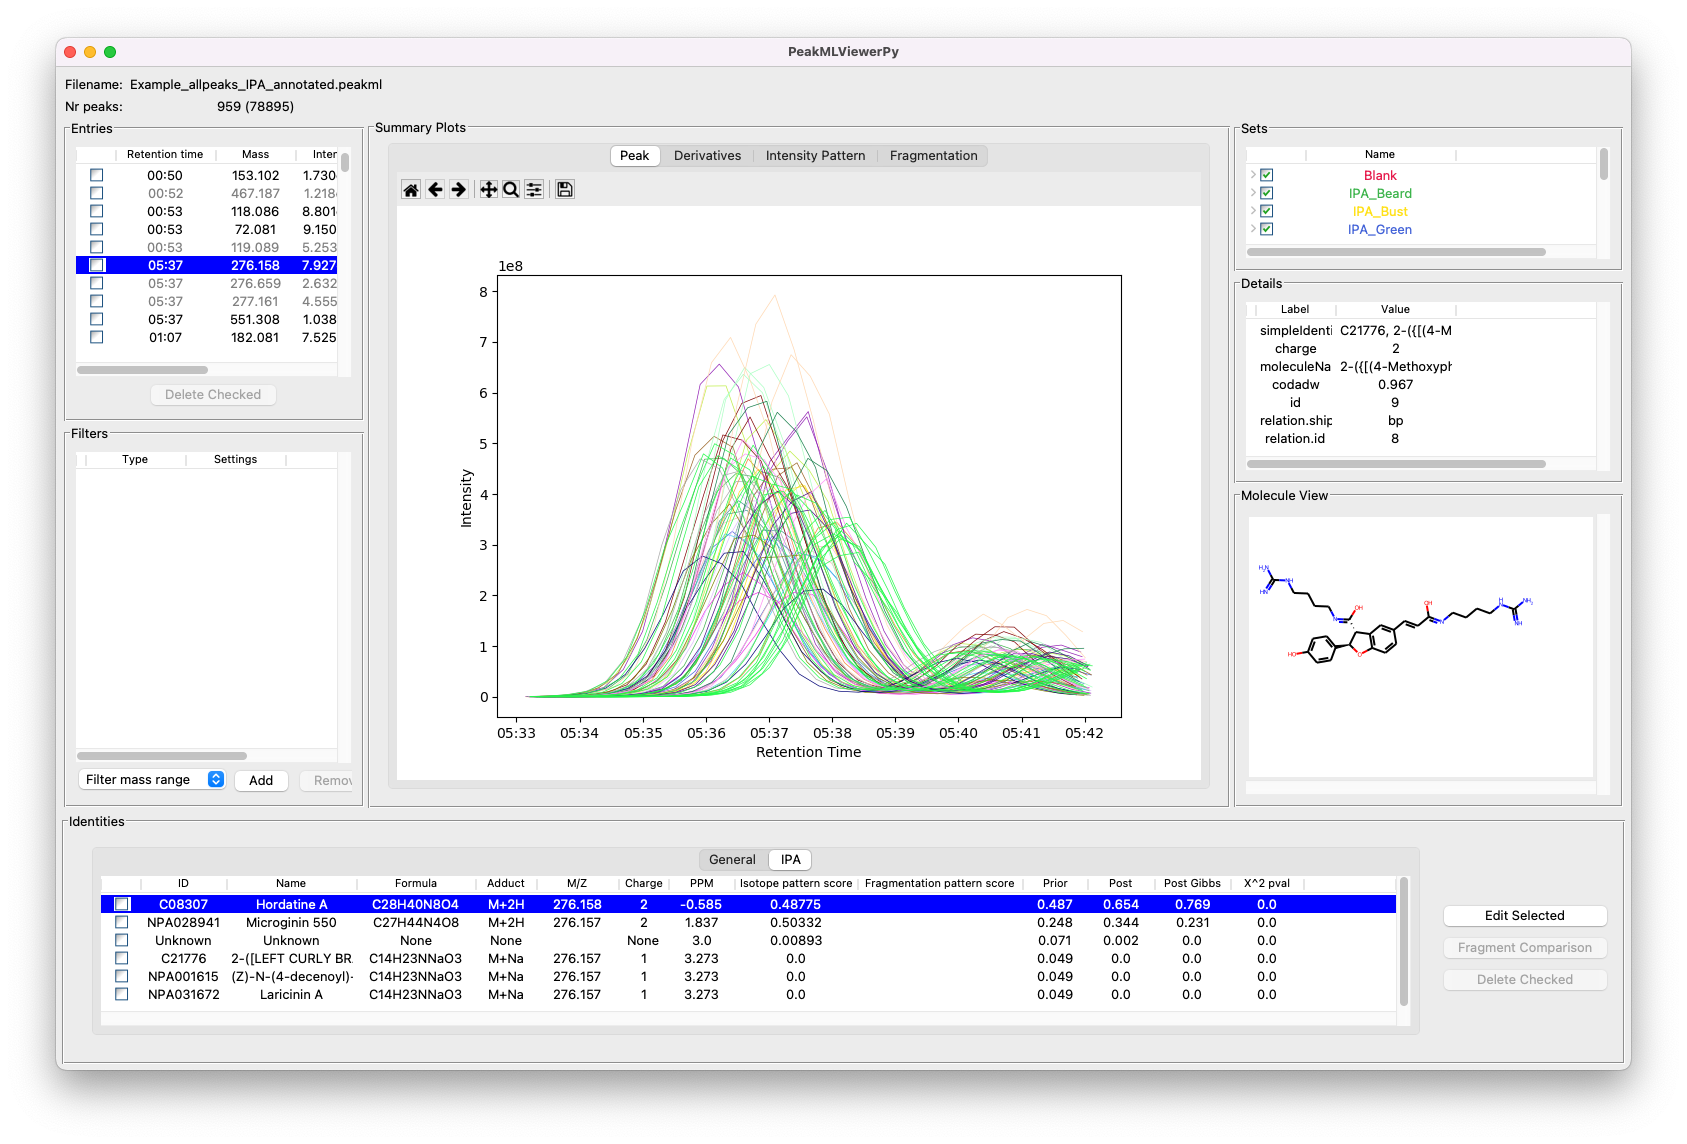 PeakMLViewerPy
Filename: Example_allpeaks_IPA_annotated.peakml
Nr peaks: 959 (78895)
Entries
Retention time Mass Inter
00:50 153.102 1.730
00:52 467.187 1.218
00:53 118.086 8.801
00:53 72.081 9.150
00:53 119.089 5.253
05:37 276.158 7.927
05:37 276.659 2.632
05:37 277.161 4.555
05:37 551.308 1.038
01:07 182.081 7.525
Delete Checked
Filters
Type Settings
Filter mass range Add Remov
Summary Plots
Peak Derivatives Intensity Pattern Fragmentation
1e8
8
7
6
5
4
3
2
1
0
Intensity
05:33 05:34 05:35 05:36 05:37 05:38 05:39 05:40 05:41 05:42
Retention Time
Sets
Name
Blank
IPA_Beard
IPA_Bust
IPA_Green
Details
Label Value
simpleIdenti C21776, 2-({[(4-M
charge 2
moleculeNa 2-({[(4-Methoxyph
codadw 0.967
id 9
relation.ship bp
relation.id 8
Molecule View
H2N
NH
NH
OH
N
HO
O
OH
N
H
N
NH2
NH
Identities
General IPA
ID Name Formula Adduct M/Z Charge PPM Isotope pattern score Fragmentation pattern score Prior Post Post Gibbs X^2 pval
C08307 Hordatine A C28H40N8O4 M+2H 276.158 2 -0.585 0.48775 0.487 0.654 0.769 0.0
NPA028941 Microginin 550 C27H44N4O8 M+2H 276.157 2 1.837 0.50332 0.248 0.344 0.231 0.0
Unknown Unknown None None None 3.0 0.00893 0.071 0.002 0.0 0.0
C21776 2-([LEFT CURLY BR. C14H23NNaO3 M+Na 276.157 1 3.273 0.0 0.049 0.0 0.0 0.0
NPA001615 (Z)-N-(4-decenoyl)- C14H23NNaO3 M+Na 276.157 1 3.273 0.0 0.049 0.0 0.0 0.0
NPA031672 Laricinin A C14H23NNaO3 M+Na 276.157 1 3.273 0.0 0.049 0.0 0.0 0.0
Edit Selected
Fragment Comparison
Delete Checked